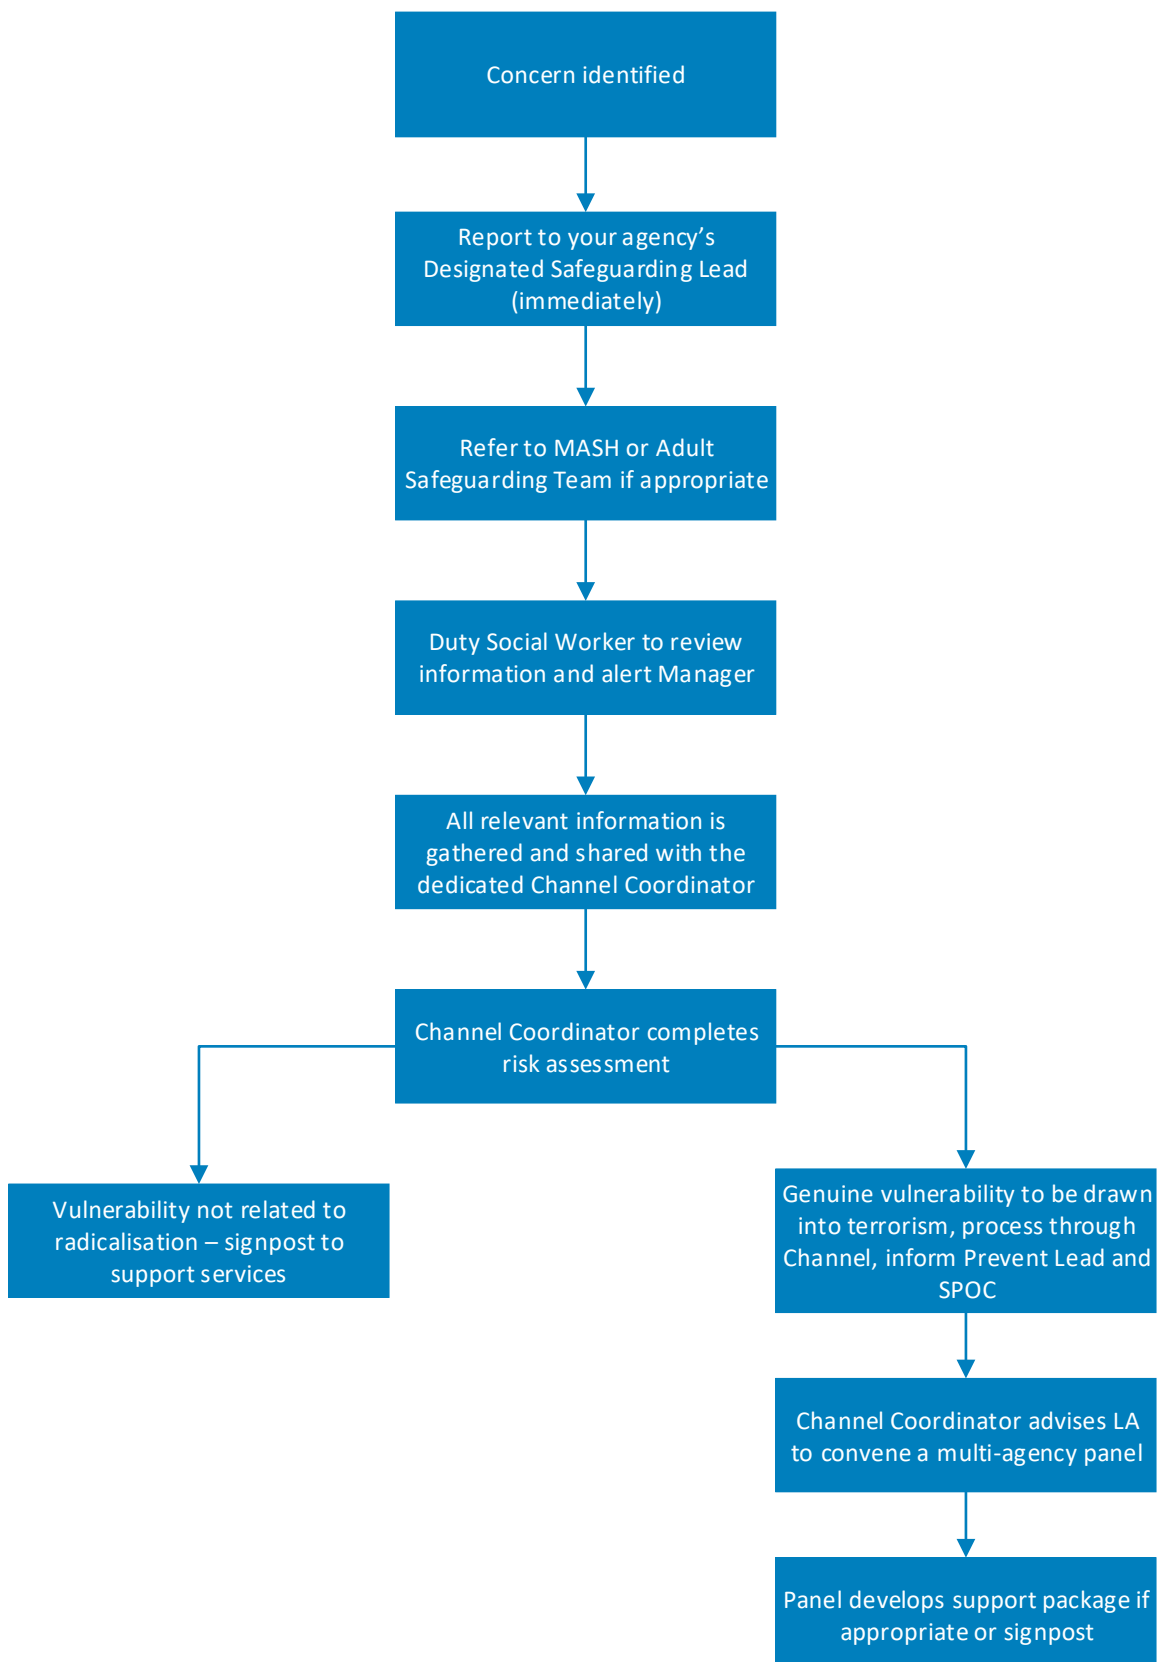 Concern identified
Report to your agency’s
Designated Safeguarding Lead
(immediately)
Refer to MASH or Adult
Safeguarding Team if appropriate
Duty Social Worker to review
information and alert Manager
All relevant information is
gathered and shared with the
dedicated Channel Coordinator
Channel Coordinator completes
risk assessment
Vulnerability not related to
radicalisation – signpost to
support services
Genuine vulnerability to be drawn
into terrorism, process through
Channel, inform Prevent Lead and
SPOC
Channel Coordinator advises LA
to convene a multi-agency panel
Panel develops support package if
appropriate or signpost